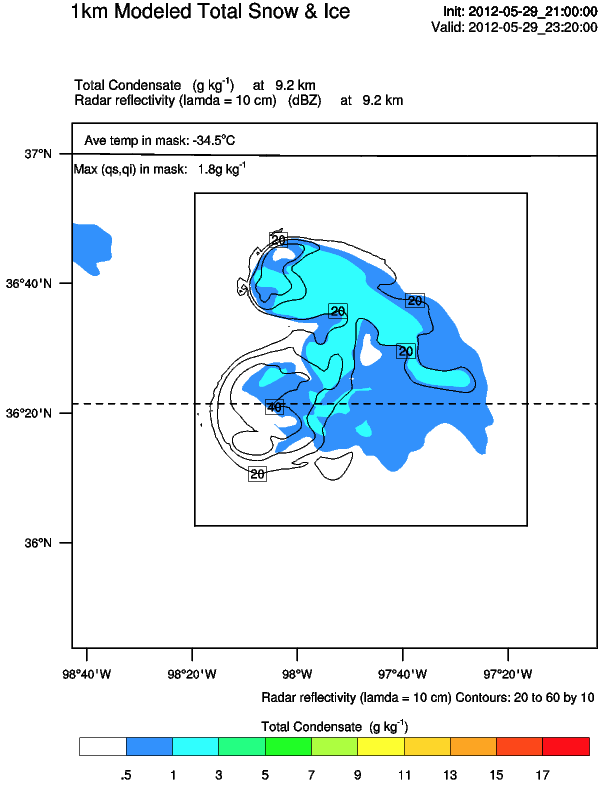 1km Modeled Total Snow & Ice
Init: 2012-05-29_21:00:00
Valid: 2012-05-29_23:20:00
Total Condensate (g kg-1) at 9.2 km
Radar reflectivity (lamda = 10 cm) (dBZ) at 9.2 km
Ave temp in mask: -34.5°C
37°N
Max (qs,qi) in mask: 1.8g kg-1
20
36°40'N
20
20
20
36°20'N
40
20
36°N
98°40'W 98°20'W 98°W 97°40'W 97°20'W
Radar reflectivity (lamda = 10 cm) Contours: 20 to 60 by 10
Total Condensate (g kg-1)
.5 1 3 5 7 9 11 13 15 17